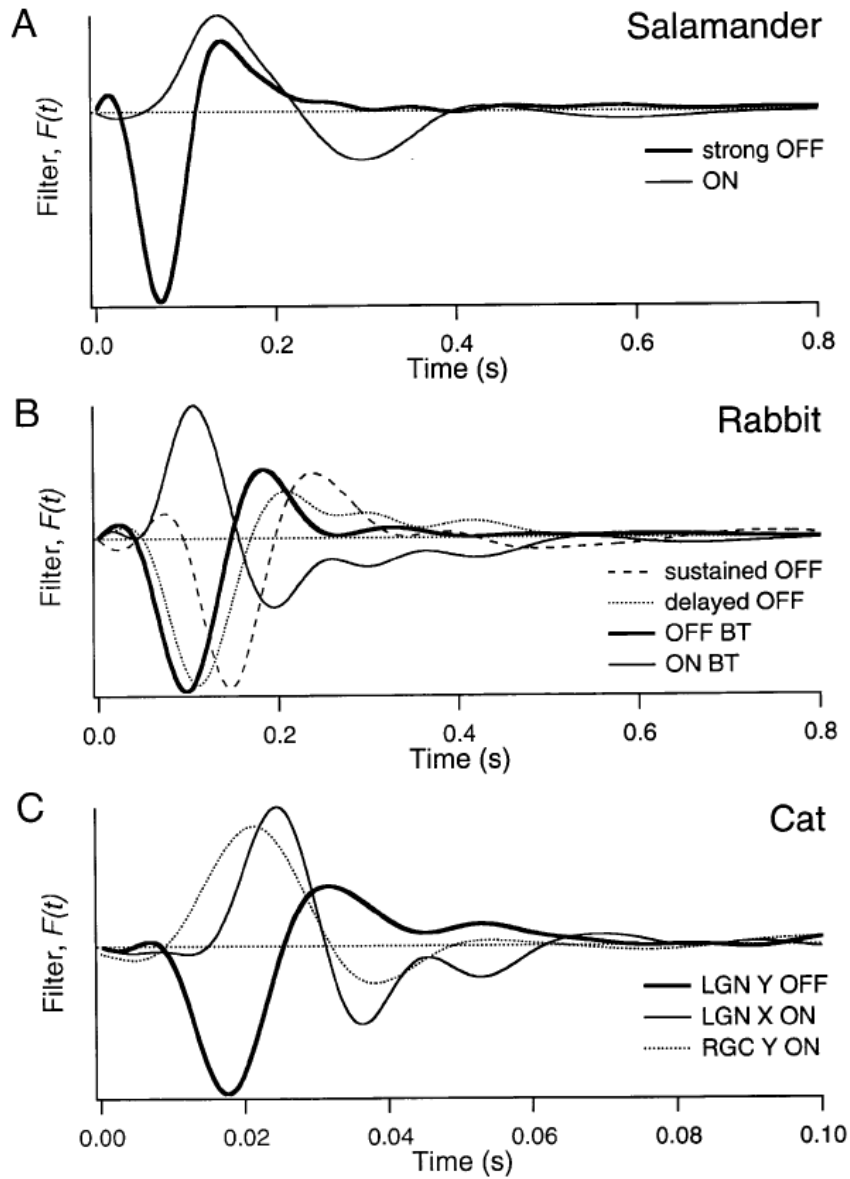 A
Salamander
Filter, F(t)
strong OFF
ON
0.0 0.2 0.4 0.6 0.8
Time (s)
B
Rabbit
Filter, F(t)
sustained OFF
delayed OFF
OFF BT
ON BT
0.0 0.2 0.4 0.6 0.8
Time (s)
C
Cat
Filter, F(t)
LGN Y OFF
LGN X ON
RGC Y ON
0.00 0.02 0.04 0.06 0.08 0.10
Time (s)